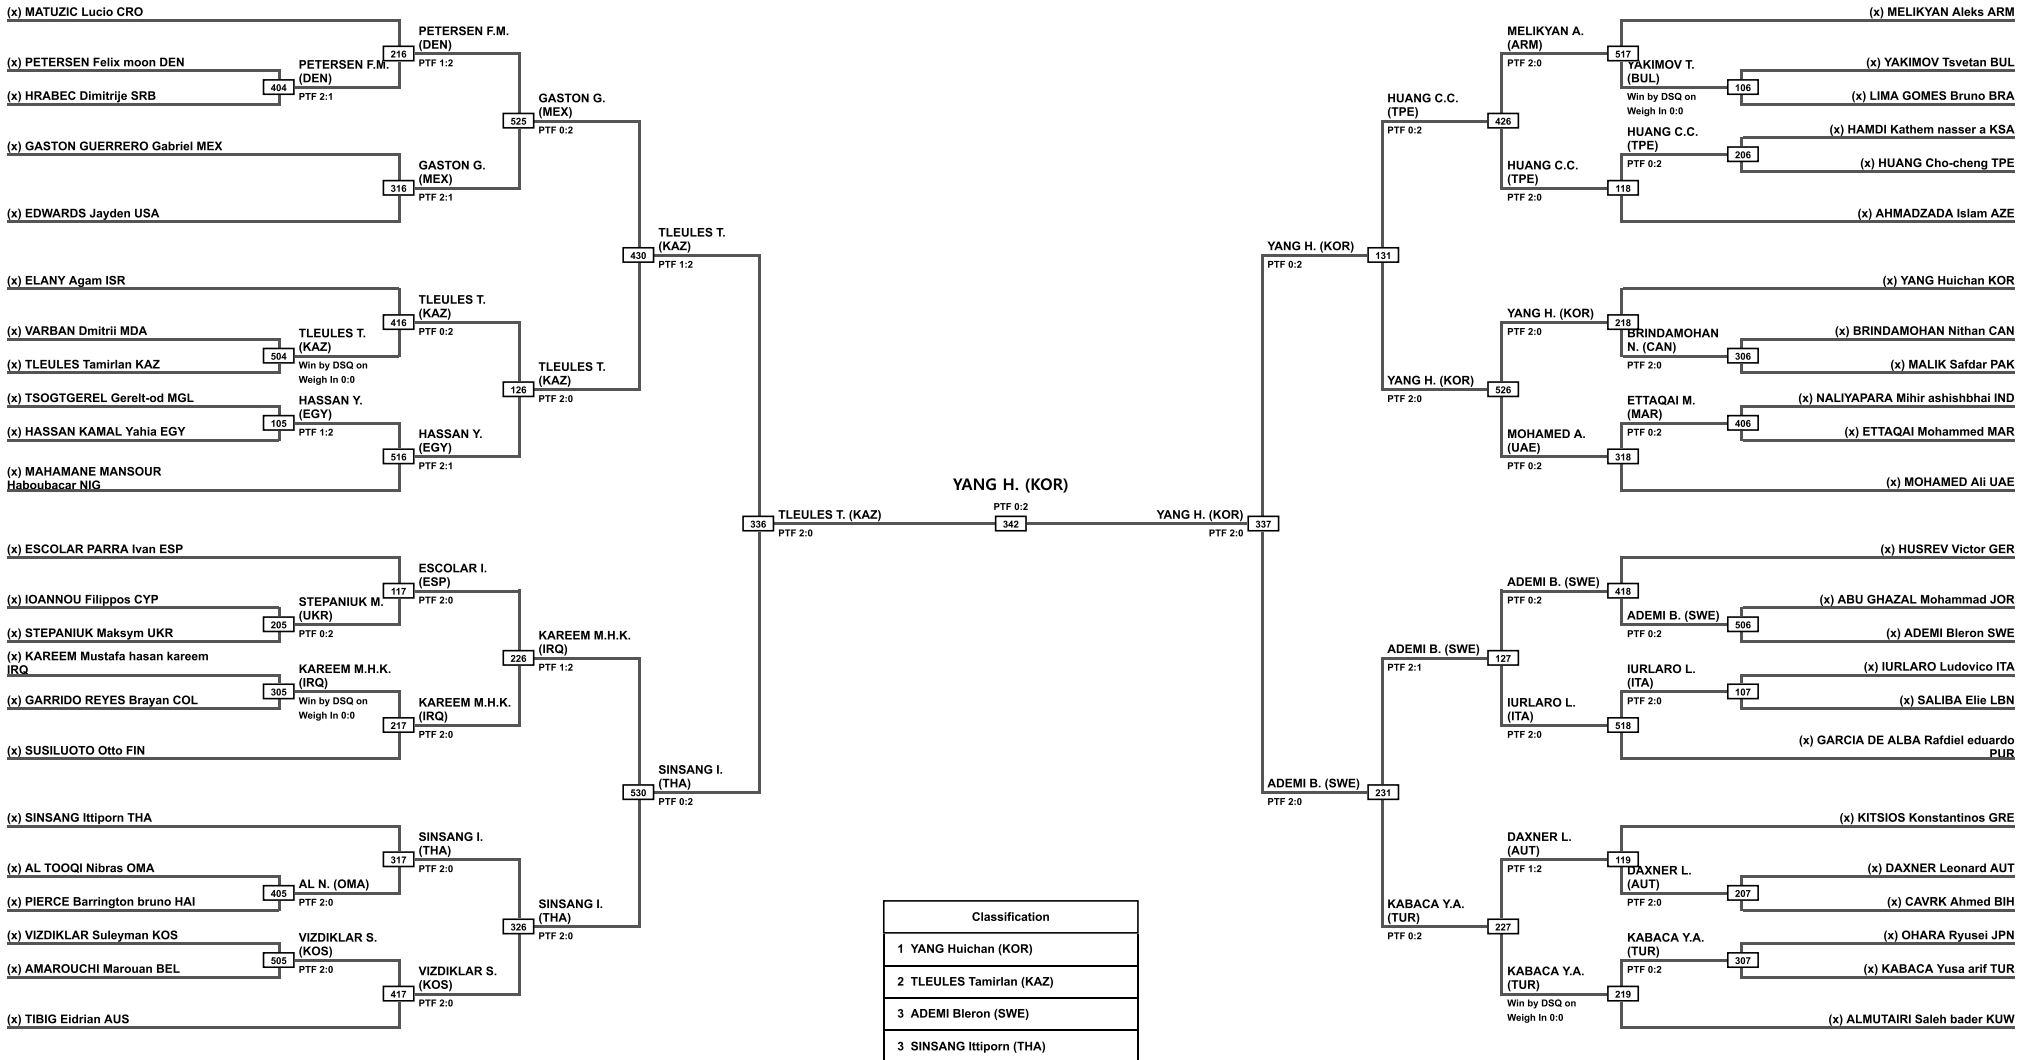 (x) MATUZIC Lucio CRO
(x) PETERSEN Felix moon DEN
(x) HRABEC Dimitrije SRB
(x) GASTON GUERRERO Gabriel MEX
(x) EDWARDS Jayden USA
(x) ELANY Agam ISR
(x) VARBAN Dmitrii MDA
(x) TLEULES Tamirlan KAZ
(x) TSOGTGEREL Gerelt-od MGL
(x) HASSAN KAMAL Yahia EGY
(x) MAHAMANE MANSOUR
Haboubacar NIG
(x) ESCOLAR PARRA Ivan ESP
(x) IOANNOU Filippos CYP
(x) STEPANIUK Maksym UKR
(x) KAREEM Mustafa hasan kareem
IRQ
(x) GARRIDO REYES Brayan COL
(x) SUSILUOTO Otto FIN
(x) SINSANG Ittiporn THA
(x) AL TOOQI Nibras OMA
(x) PIERCE Barrington bruno HAI
(x) VIZDIKLAR Suleyman KOS
(x) AMAROUCHI Marouan BEL
(x) TIBIG Eidrian AUS
404
PETERSEN F.M.
(DEN)
PTF 2:1
504
TLEULES T.
(KAZ)
Win by DSQ on
Weigh In 0:0
105
HASSAN Y.
(EGY)
PTF 1:2
205
STEPANIUK M.
(UKR)
PTF 0:2
305
KAREEM M.H.K.
(IRQ)
Win by DSQ on
Weigh In 0:0
405
AL N. (OMA)
PTF 2:0
505
VIZDIKLAR S.
(KOS)
PTF 2:0
216
PETERSEN F.M.
(DEN)
PTF 1:2
316
GASTON G.
(MEX)
PTF 2:1
416
TLEULES T.
(KAZ)
PTF 0:2
516
HASSAN Y.
(EGY)
PTF 2:1
117
ESCOLAR I.
(ESP)
PTF 2:0
217
KAREEM M.H.K.
(IRQ)
PTF 2:0
317
SINSANG I.
(THA)
PTF 2:0
417
VIZDIKLAR S.
(KOS)
PTF 2:0
525
GASTON G.
(MEX)
PTF 0:2
126
TLEULES T.
(KAZ)
PTF 2:0
226
KAREEM M.H.K.
(IRQ)
PTF 1:2
326
SINSANG I.
(THA)
PTF 2:0
430
TLEULES T.
(KAZ)
PTF 1:2
530
SINSANG I.
(THA)
PTF 0:2
336
TLEULES T. (KAZ)
PTF 2:0
YANG H. (KOR)
PTF 0:2
342
YANG H. (KOR)
PTF 2:0
337
YANG H. (KOR)
PTF 0:2
131
ADEMI B. (SWE)
PTF 2:0
231
HUANG C.C.
(TPE)
PTF 0:2
426
YANG H. (KOR)
PTF 2:0
526
ADEMI B. (SWE)
PTF 2:1
127
KABACA Y.A.
(TUR)
PTF 0:2
227
MELIKYAN A.
(ARM)
PTF 2:0
517
HUANG C.C.
(TPE)
PTF 2:0
118
YANG H. (KOR)
PTF 2:0
218
MOHAMED A.
(UAE)
PTF 0:2
318
ADEMI B. (SWE)
PTF 0:2
418
IURLARO L.
(ITA)
PTF 2:0
518
DAXNER L.
(AUT)
PTF 1:2
119
KABACA Y.A.
(TUR)
Win by DSQ on
Weigh In 0:0
219
YAKIMOV T.
(BUL)
Win by DSQ on
Weigh In 0:0
106
HUANG C.C.
(TPE)
PTF 0:2
206
BRINDAMOHAN
N. (CAN)
PTF 2:0
306
ETTAQAI M.
(MAR)
PTF 0:2
406
ADEMI B. (SWE)
PTF 0:2
506
IURLARO L.
(ITA)
PTF 2:0
107
DAXNER L.
(AUT)
PTF 2:0
207
KABACA Y.A.
(TUR)
PTF 0:2
307
(x) MELIKYAN Aleks ARM
(x) YAKIMOV Tsvetan BUL
(x) LIMA GOMES Bruno BRA
(x) HAMDI Kathem nasser a KSA
(x) HUANG Cho-cheng TPE
(x) AHMADZADA Islam AZE
(x) YANG Huichan KOR
(x) BRINDAMOHAN Nithan CAN
(x) MALIK Safdar PAK
(x) NALIYAPARA Mihir ashishbhai IND
(x) ETTAQAI Mohammed MAR
(x) MOHAMED Ali UAE
(x) HUSREV Victor GER
(x) ABU GHAZAL Mohammad JOR
(x) ADEMI Bleron SWE
(x) IURLARO Ludovico ITA
(x) SALIBA Elie LBN
(x) GARCIA DE ALBA Rafdiel eduardo
PUR
(x) KITSIOS Konstantinos GRE
(x) DAXNER Leonard AUT
(x) CAVRK Ahmed BIH
(x) OHARA Ryusei JPN
(x) KABACA Yusa arif TUR
(x) ALMUTAIRI Saleh bader KUW
Classification
1 YANG Huichan (KOR)
2 TLEULES Tamirlan (KAZ)
3 ADEMI Bleron (SWE)
3 SINSANG Ittiporn (THA)